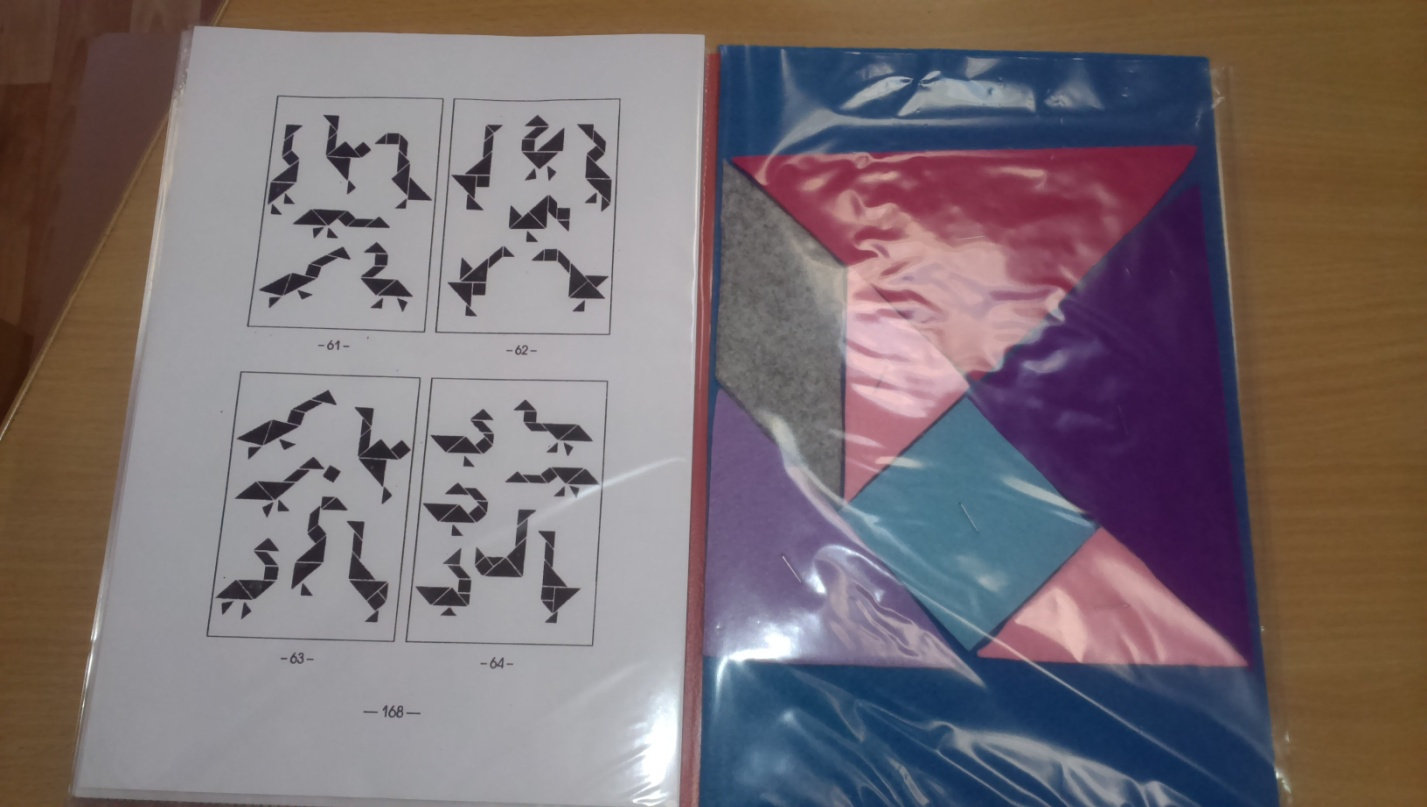 -61-
-62-
-63-
-64-
— 168 —